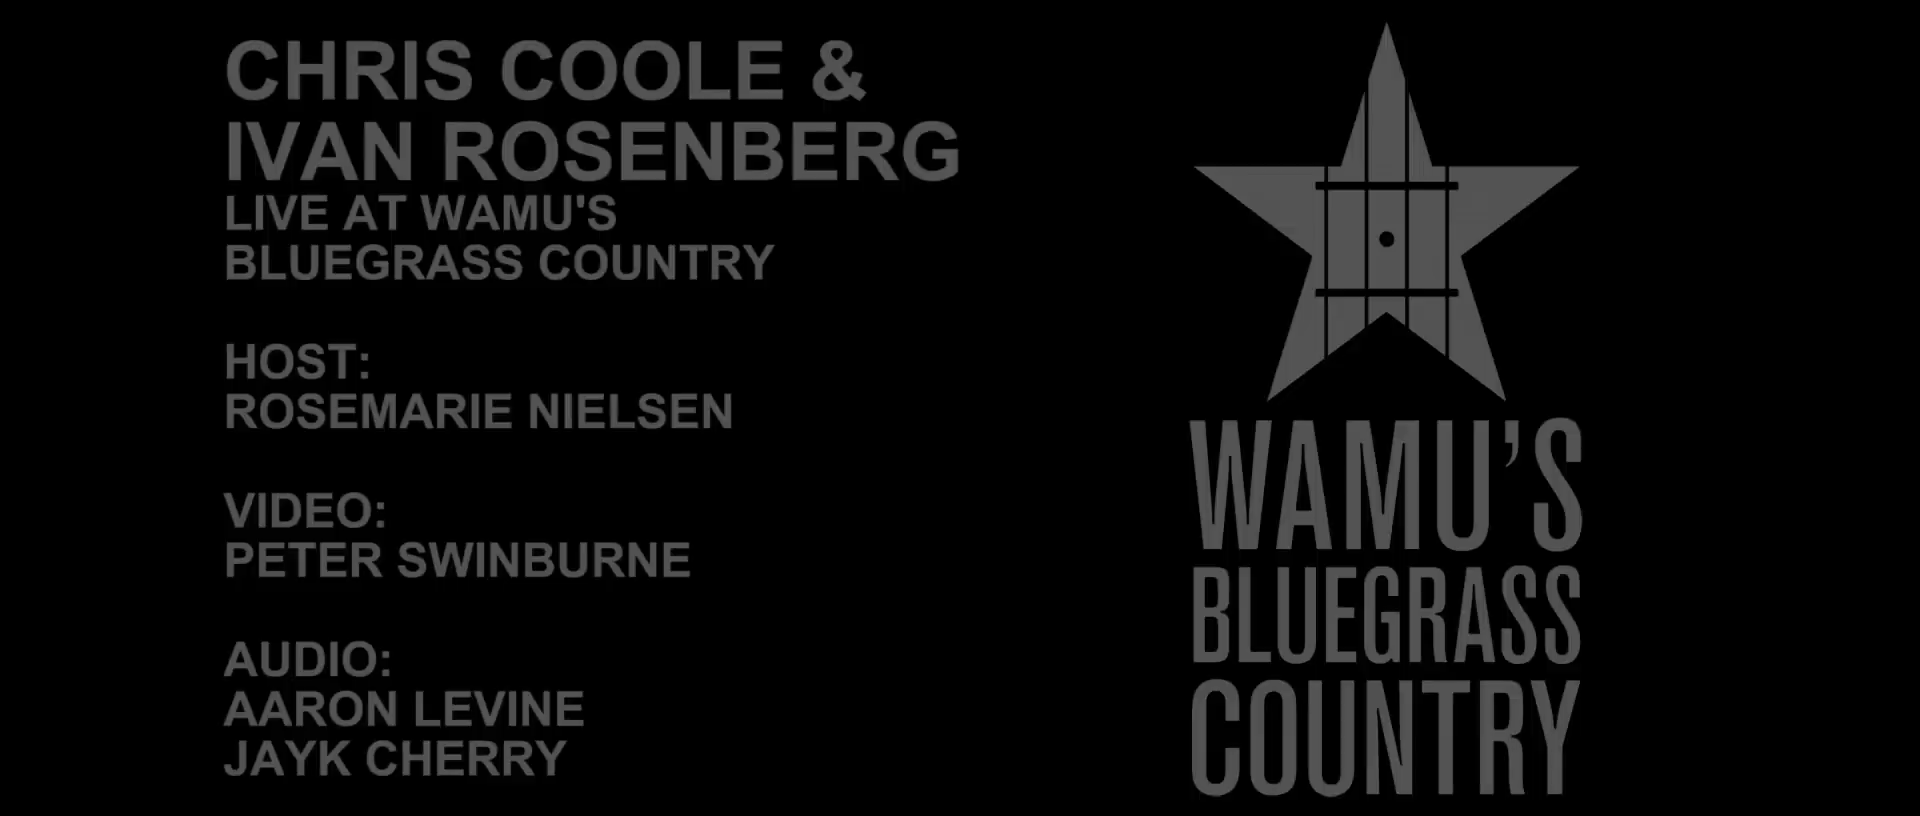 CHRIS COOLE &
IVAN ROSENBERG
LIVE AT WAMU'S
BLUEGRASS COUNTRY
HOST:
ROSEMARIE NIELSEN
VIDEO:
PETER SWINBURNE
AUDIO:
AARON LEVINE
JAYK CHERRY
WAMU'S
BLUEGRASS
COUNTRY